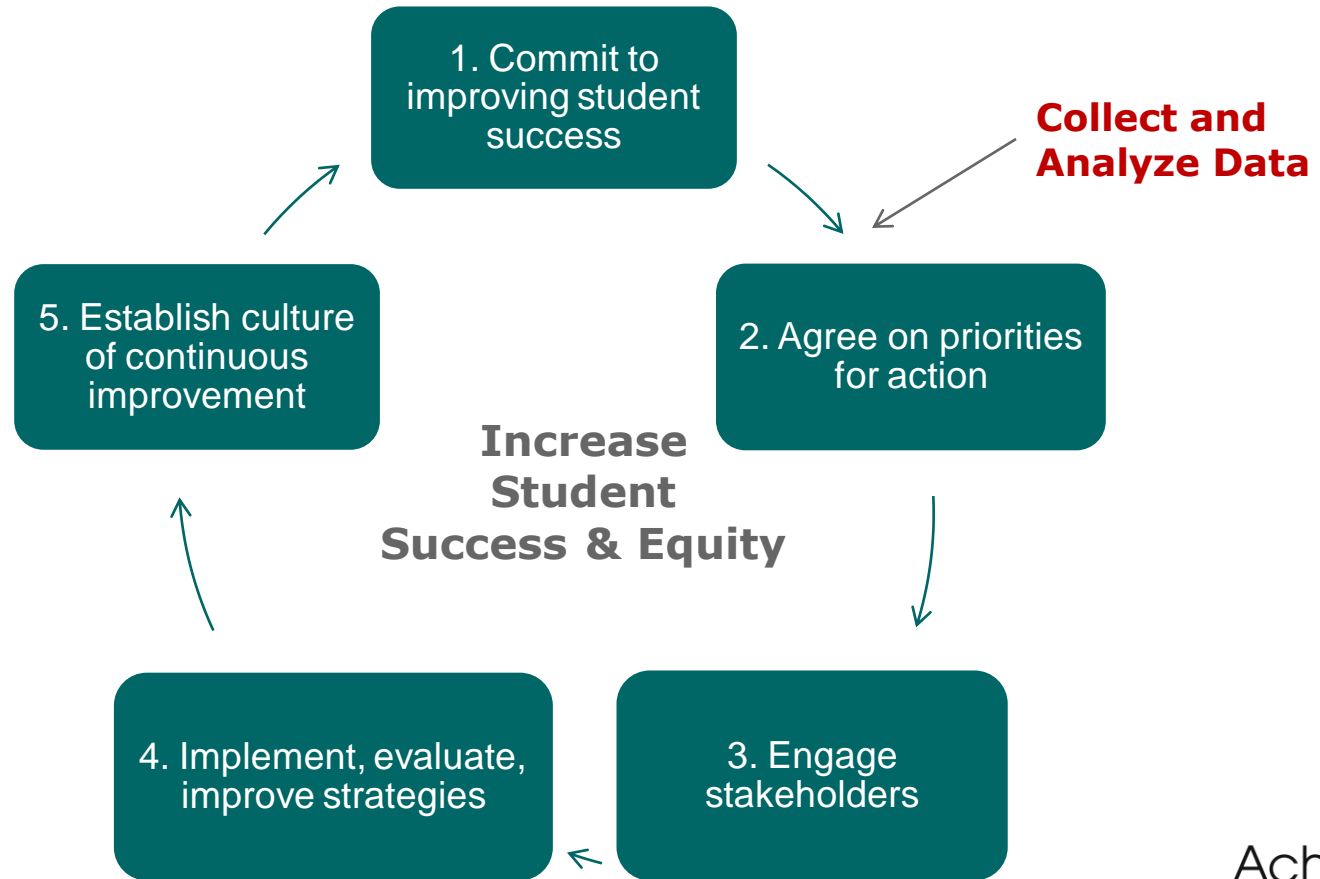 1. Commit to
improving student
success
Collect and
Analyze Data
2. Agree on priorities
for action
5. Establish culture
of continuous
improvement
Increase
Student
Success & Equity
3. Engage
stakeholders
4. Implement, evaluate,
improve strategies
Ach